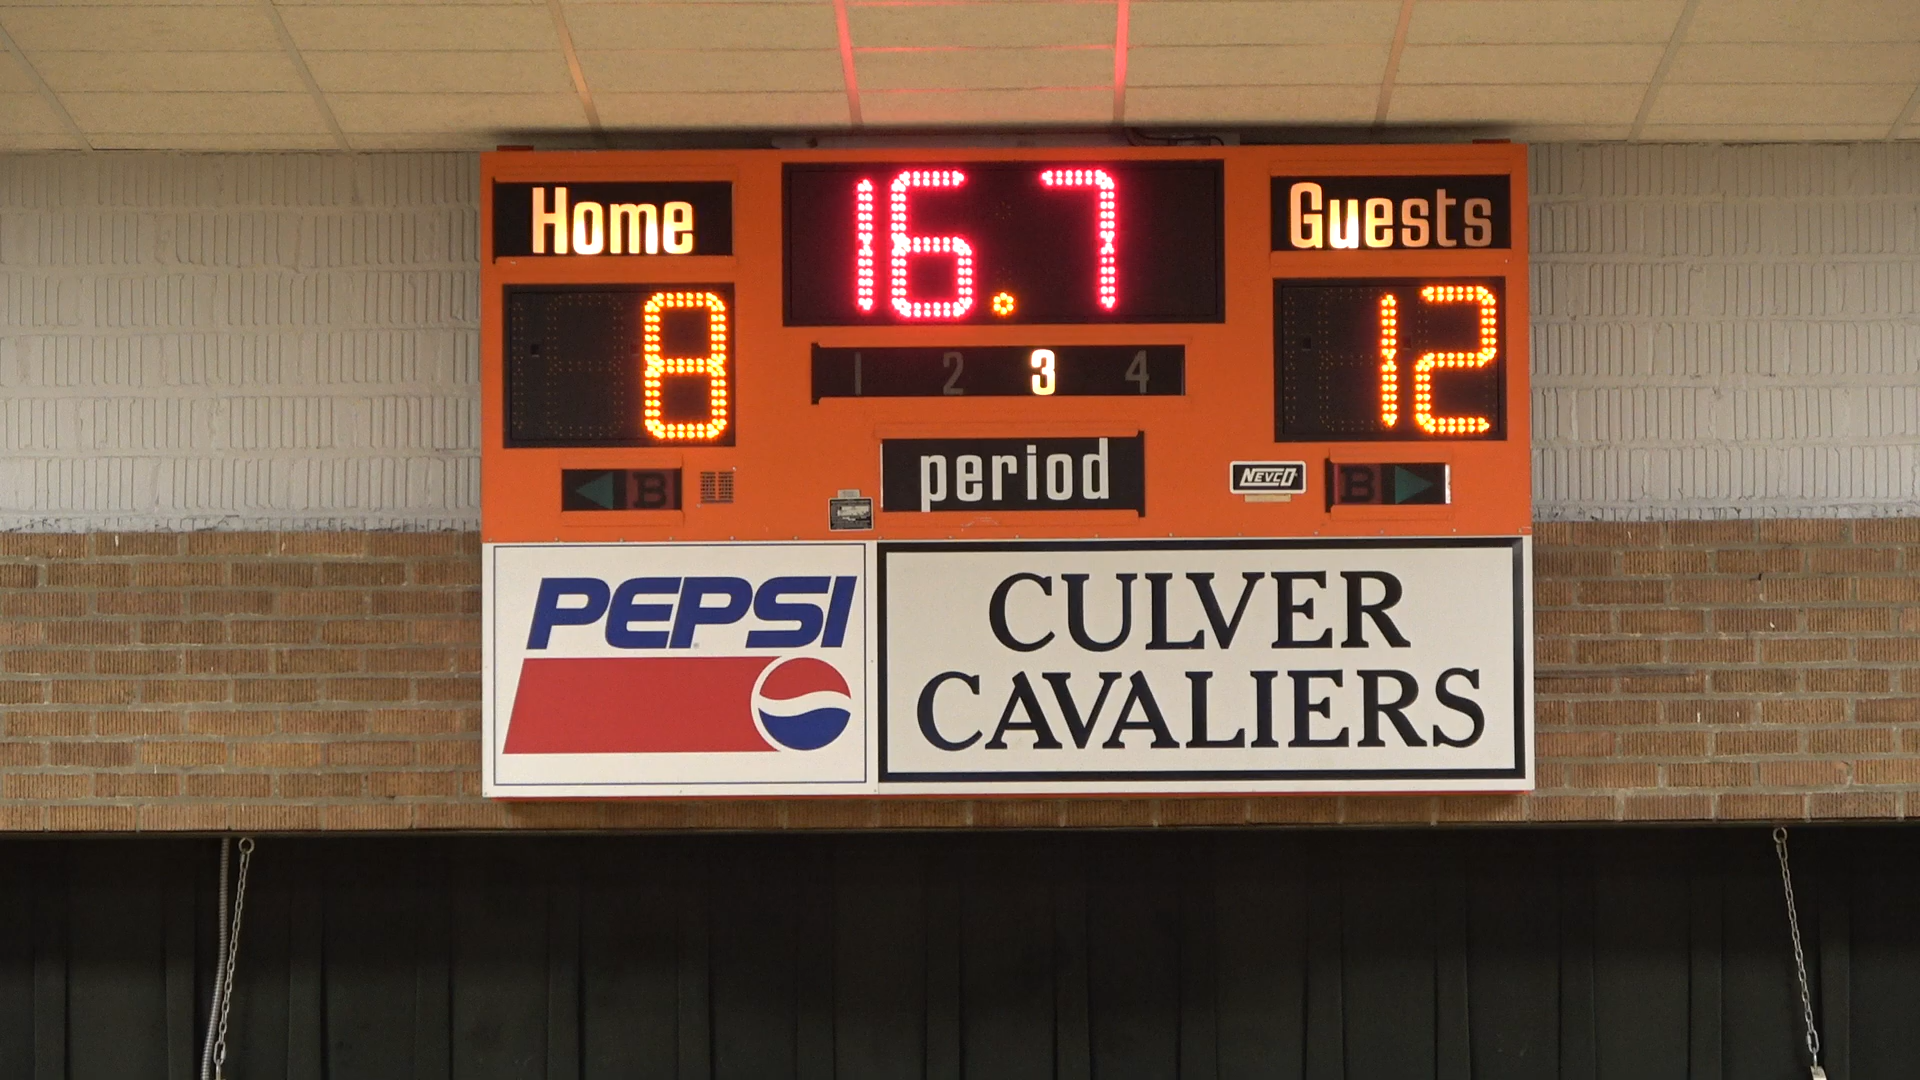 Home
16.7
Guests
8
1 2 3 4
12
B
period
NEVCO
B
PEPSI
CULVER
CAVALIERS